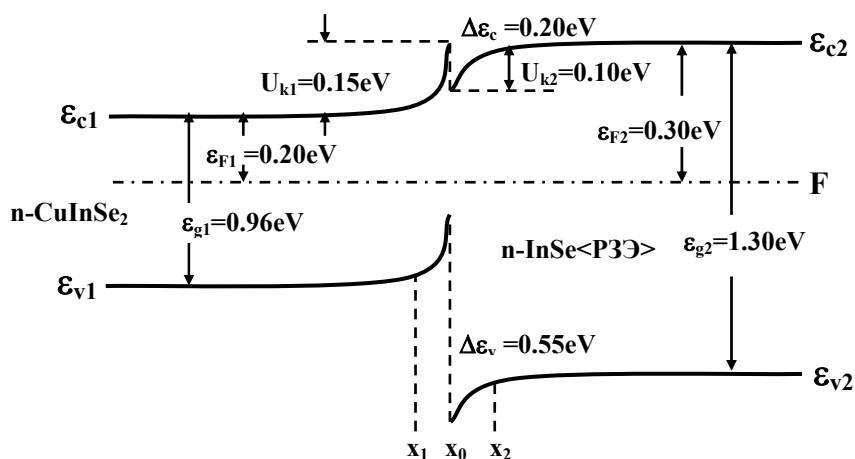 Δεc =0.20eV
εc2
Uk1=0.15eV
Uk2=0.10eV
εc1
εF1 =0.20eV
εF2=0.30eV
F
n-CuInSe2
εg1=0.96eV
n-InSe<РЗЭ>
εg2=1.30eV
εv1
Δεv =0.55eV
εv2
x1 x0 x2